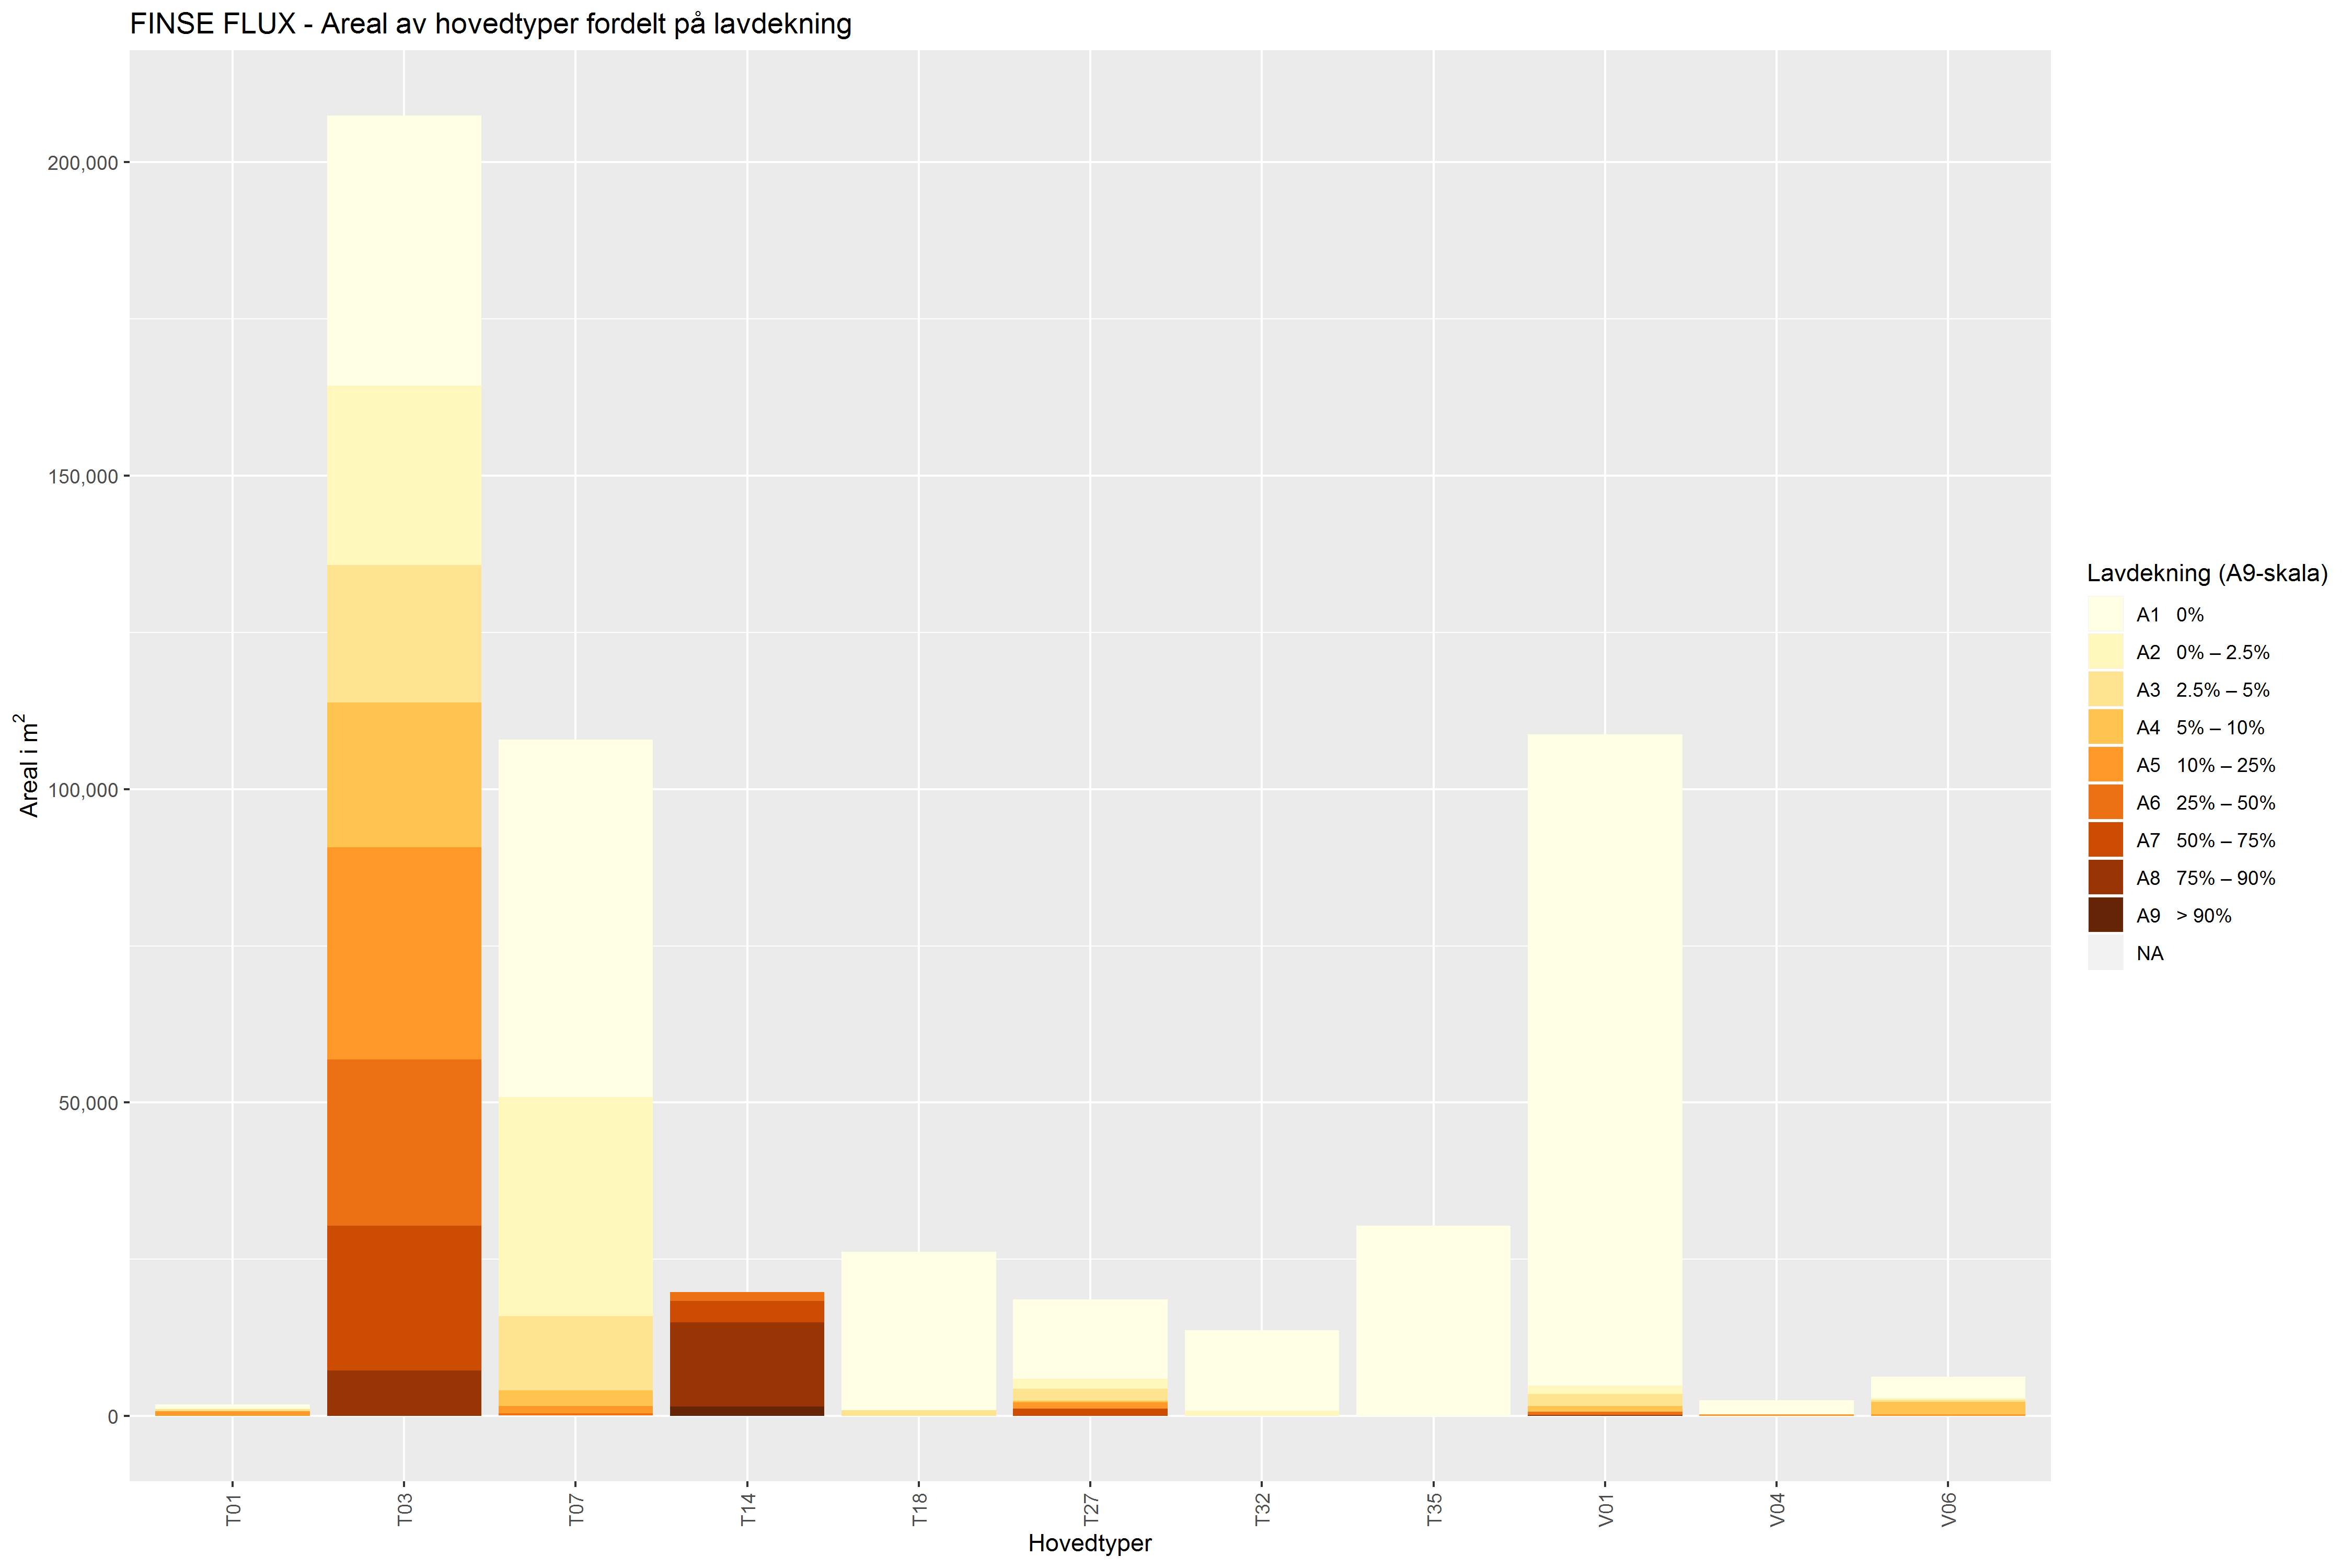 FINSE FLUX - Areal av hovedtyper fordelt på lavdekning
200,000
150,000
100,000
50,000
0
Areal i m²
T01
T03
T07
T14
T18
T27
T32
T35
V01
V04
V06
Hovedtyper
Lavdekning (A9-skala)
A1 0%
A2 0% – 2.5%
A3 2.5% – 5%
A4 5% – 10%
A5 10% – 25%
A6 25% – 50%
A7 50% – 75%
A8 75% – 90%
A9 > 90%
NA